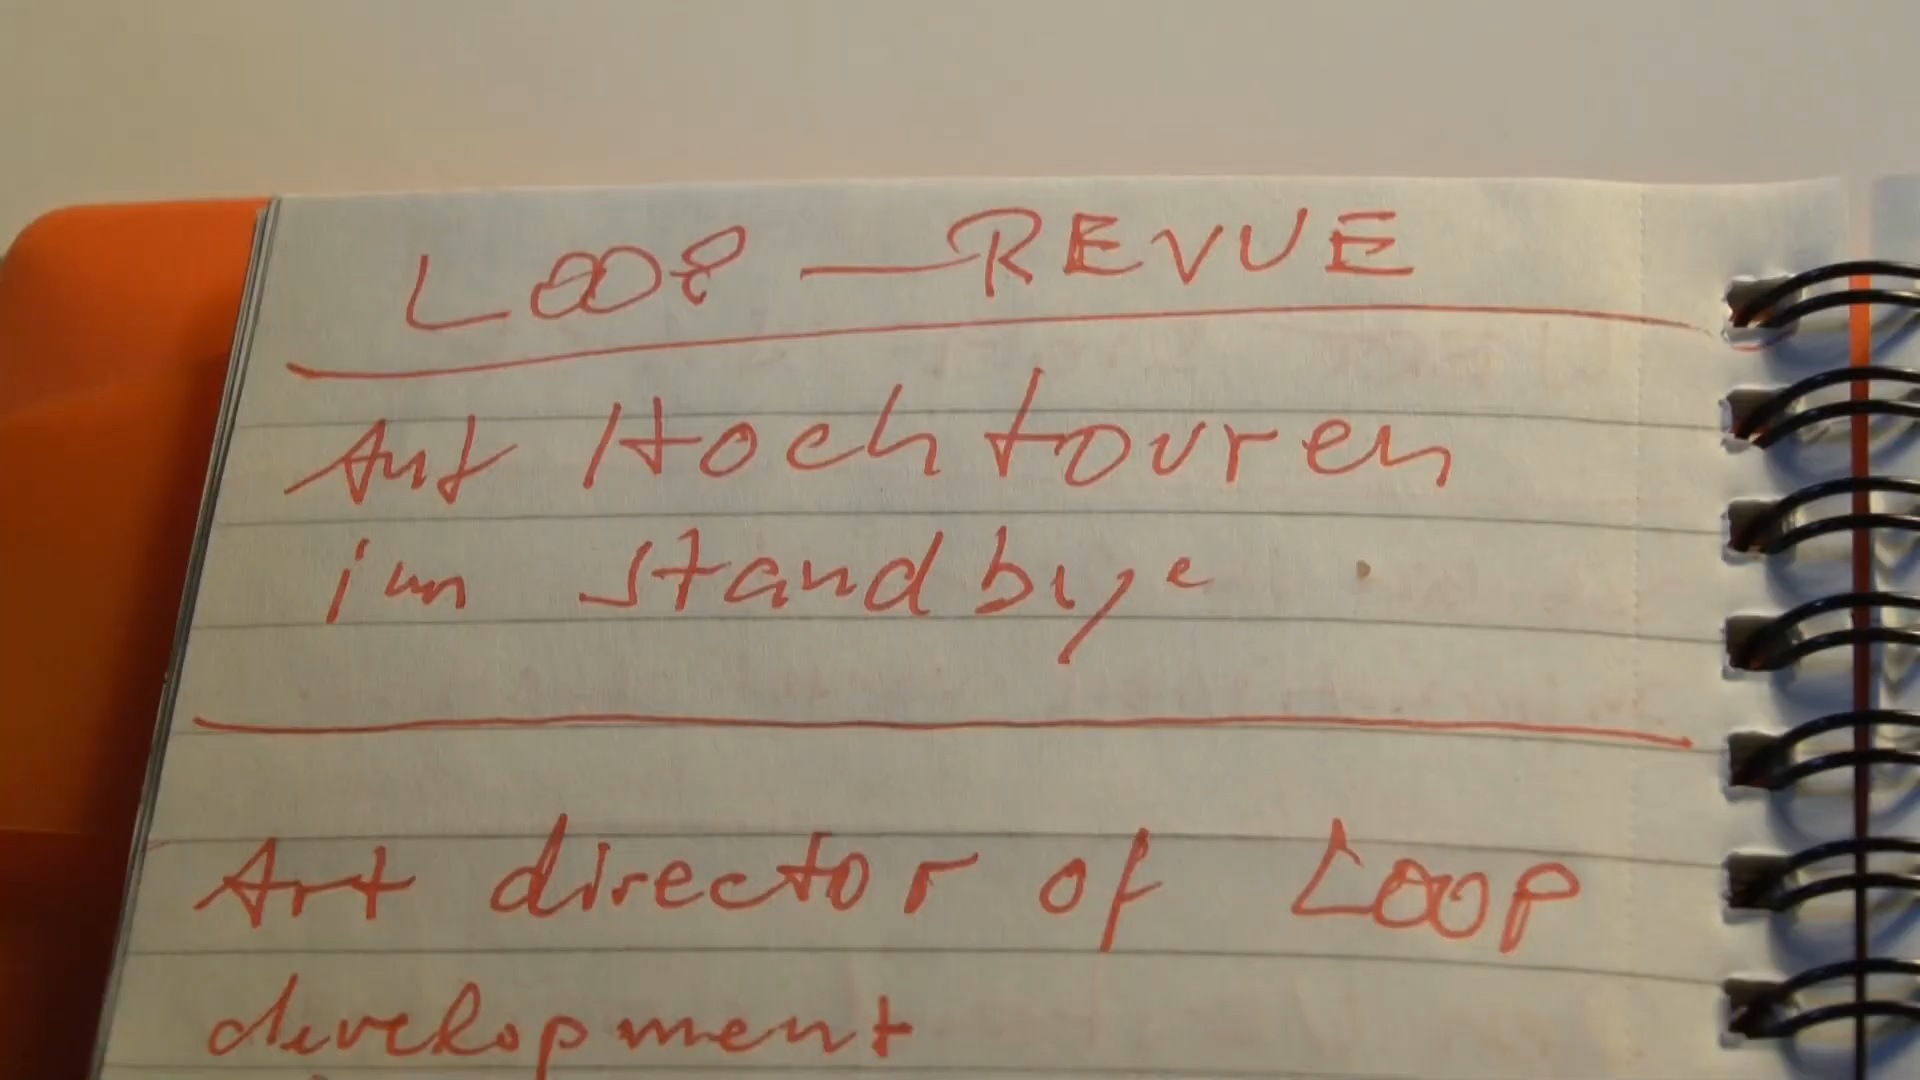 LOOP - REVUE
Auf Hochtouren
im standbye
Art director of Loop
development